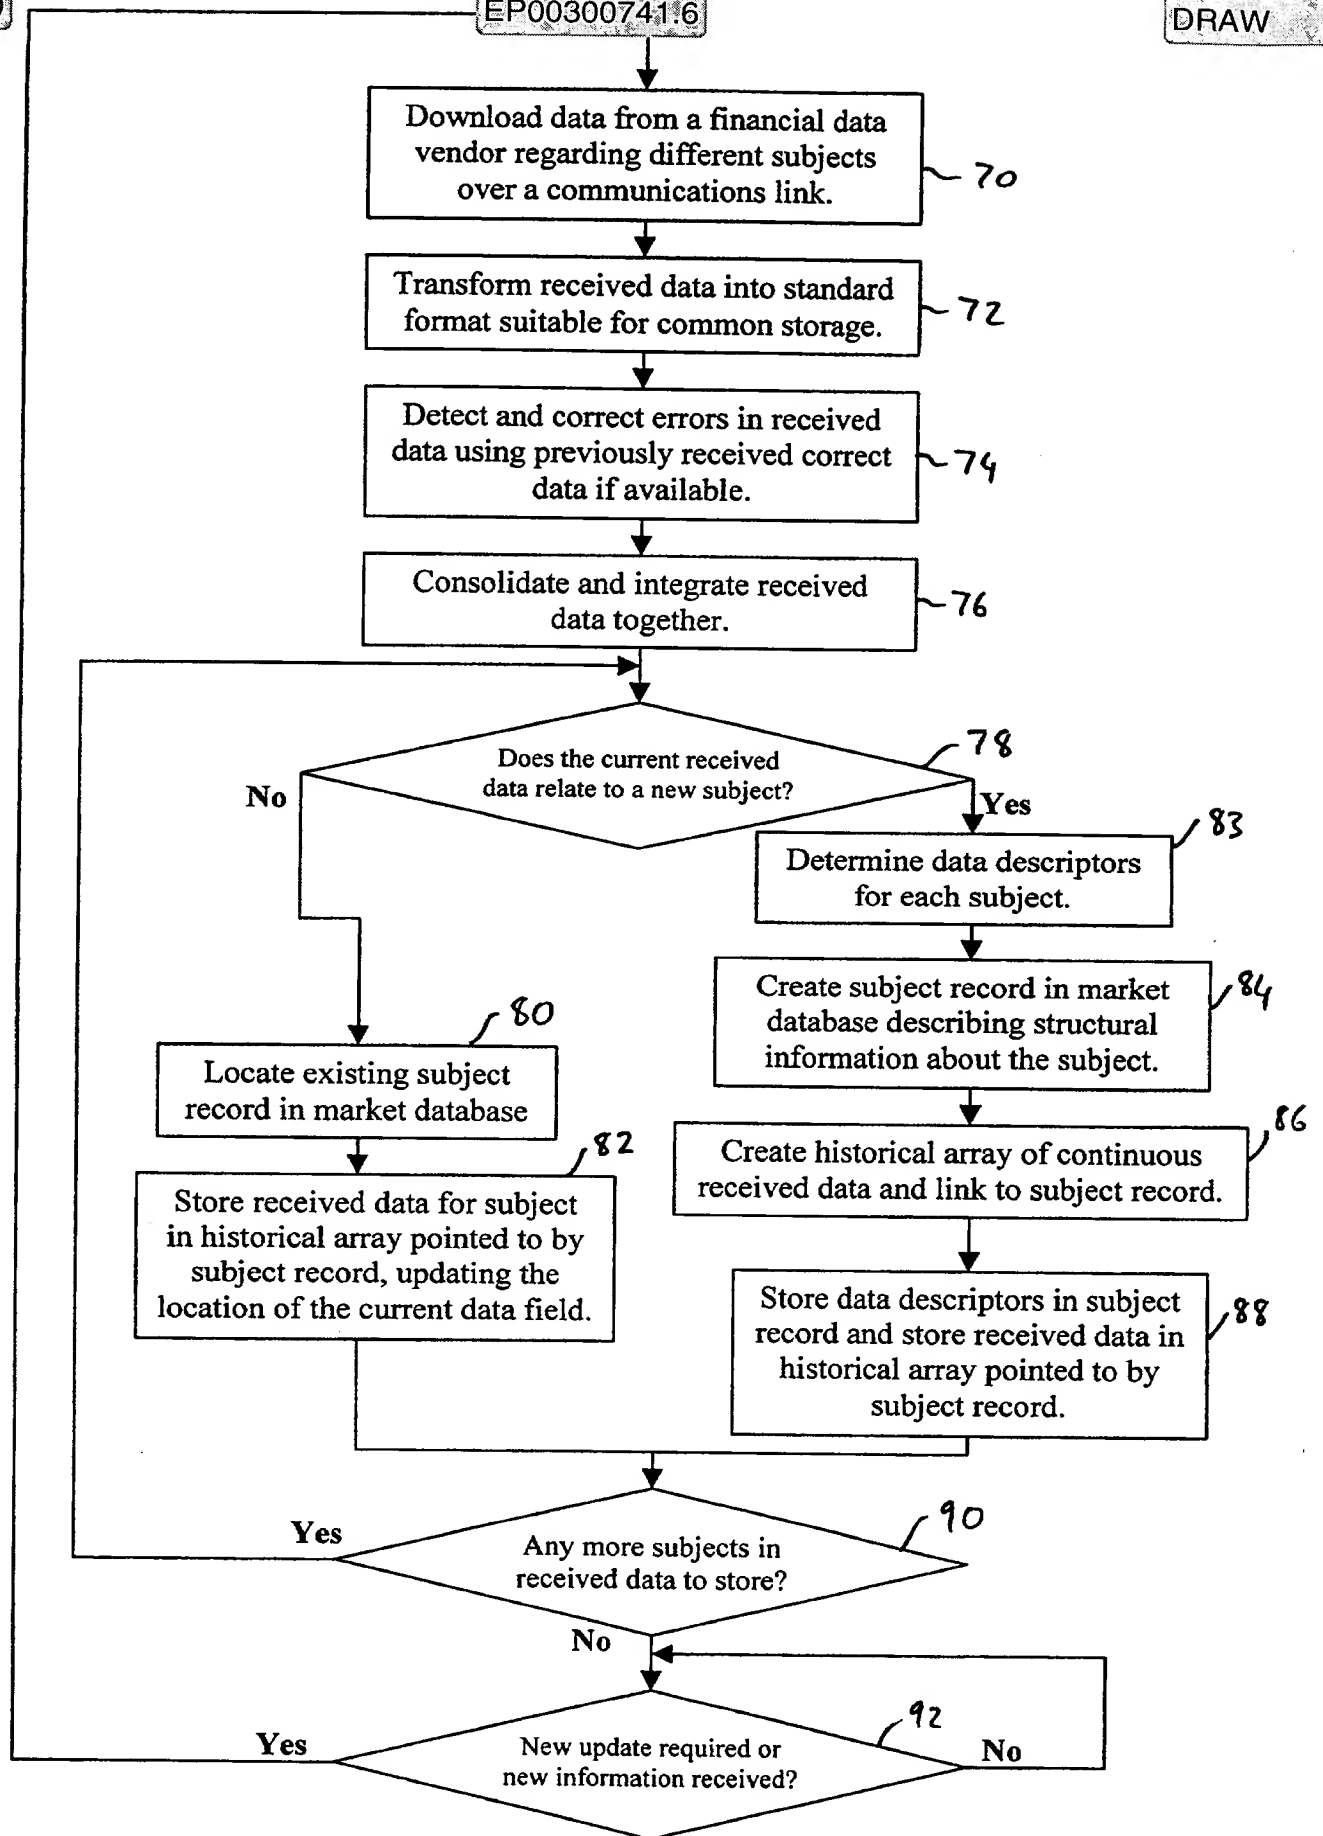 EP00300741.6
DRAW
Download data from a financial data
vendor regarding different subjects
over a communications link.
70
Transform received data into standard
format suitable for common storage.
72
Detect and correct errors in received
data using previously received correct
data if available.
74
Consolidate and integrate received
data together.
76
Does the current received
data relate to a new subject?
78
No
Yes
83
Determine data descriptors
for each subject.
Create subject record in market
database describing structural
information about the subject.
84
80
Locate existing subject
record in market database
86
Create historical array of continuous
received data and link to subject record.
82
Store received data for subject
in historical array pointed to by
subject record, updating the
location of the current data field.
Store data descriptors in subject
record and store received data in
historical array pointed to by
subject record.
88
90
Yes
Any more subjects in
received data to store?
No
92
Yes
New update required or
new information received?
No